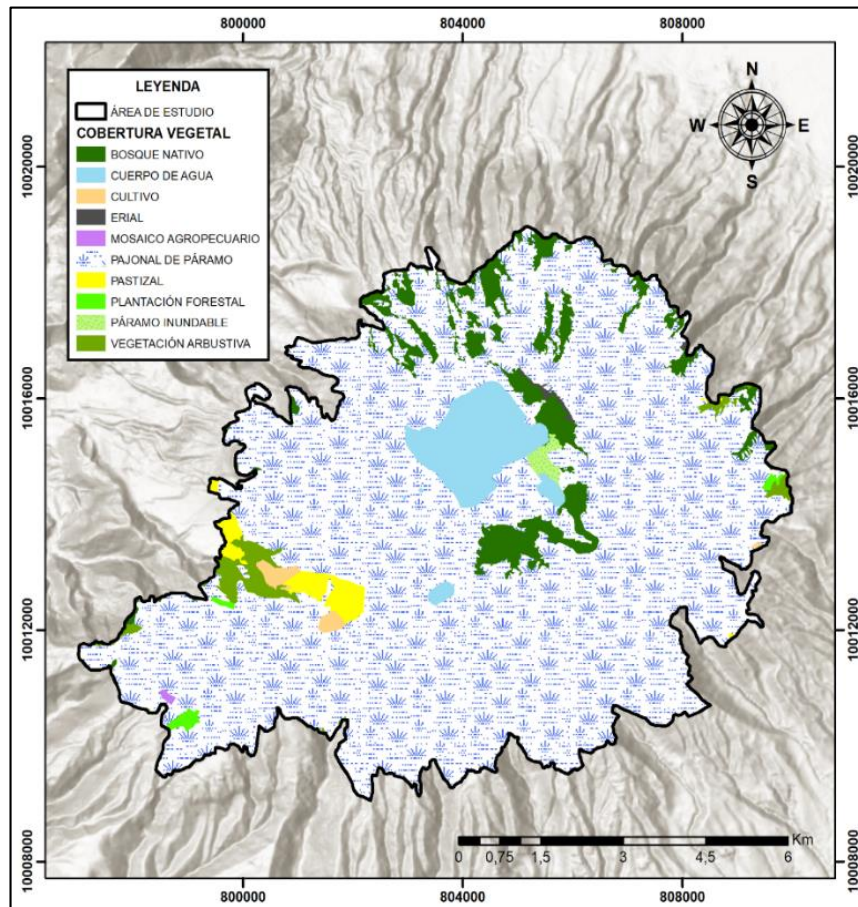 800000 804000 808000
N
W E
S
LEYENDA
ÁREA DE ESTUDIO
COBERTURA VEGETAL
BOSQUE NATIVO
CUERPO DE AGUA
CULTIVO
ERIAL
MOSAICO AGROPECUARIO
PAJONAL DE PÁRAMO
PASTIZAL
PLANTACIÓN FORESTAL
PÁRAMO INUNDABLE
VEGETACIÓN ARBUSTIVA
10020000 10020000
10016000 10016000
10012000 10012000
10008000 10008000
Km
0 0,75 1,5 3 4,5 6
800000 804000 808000